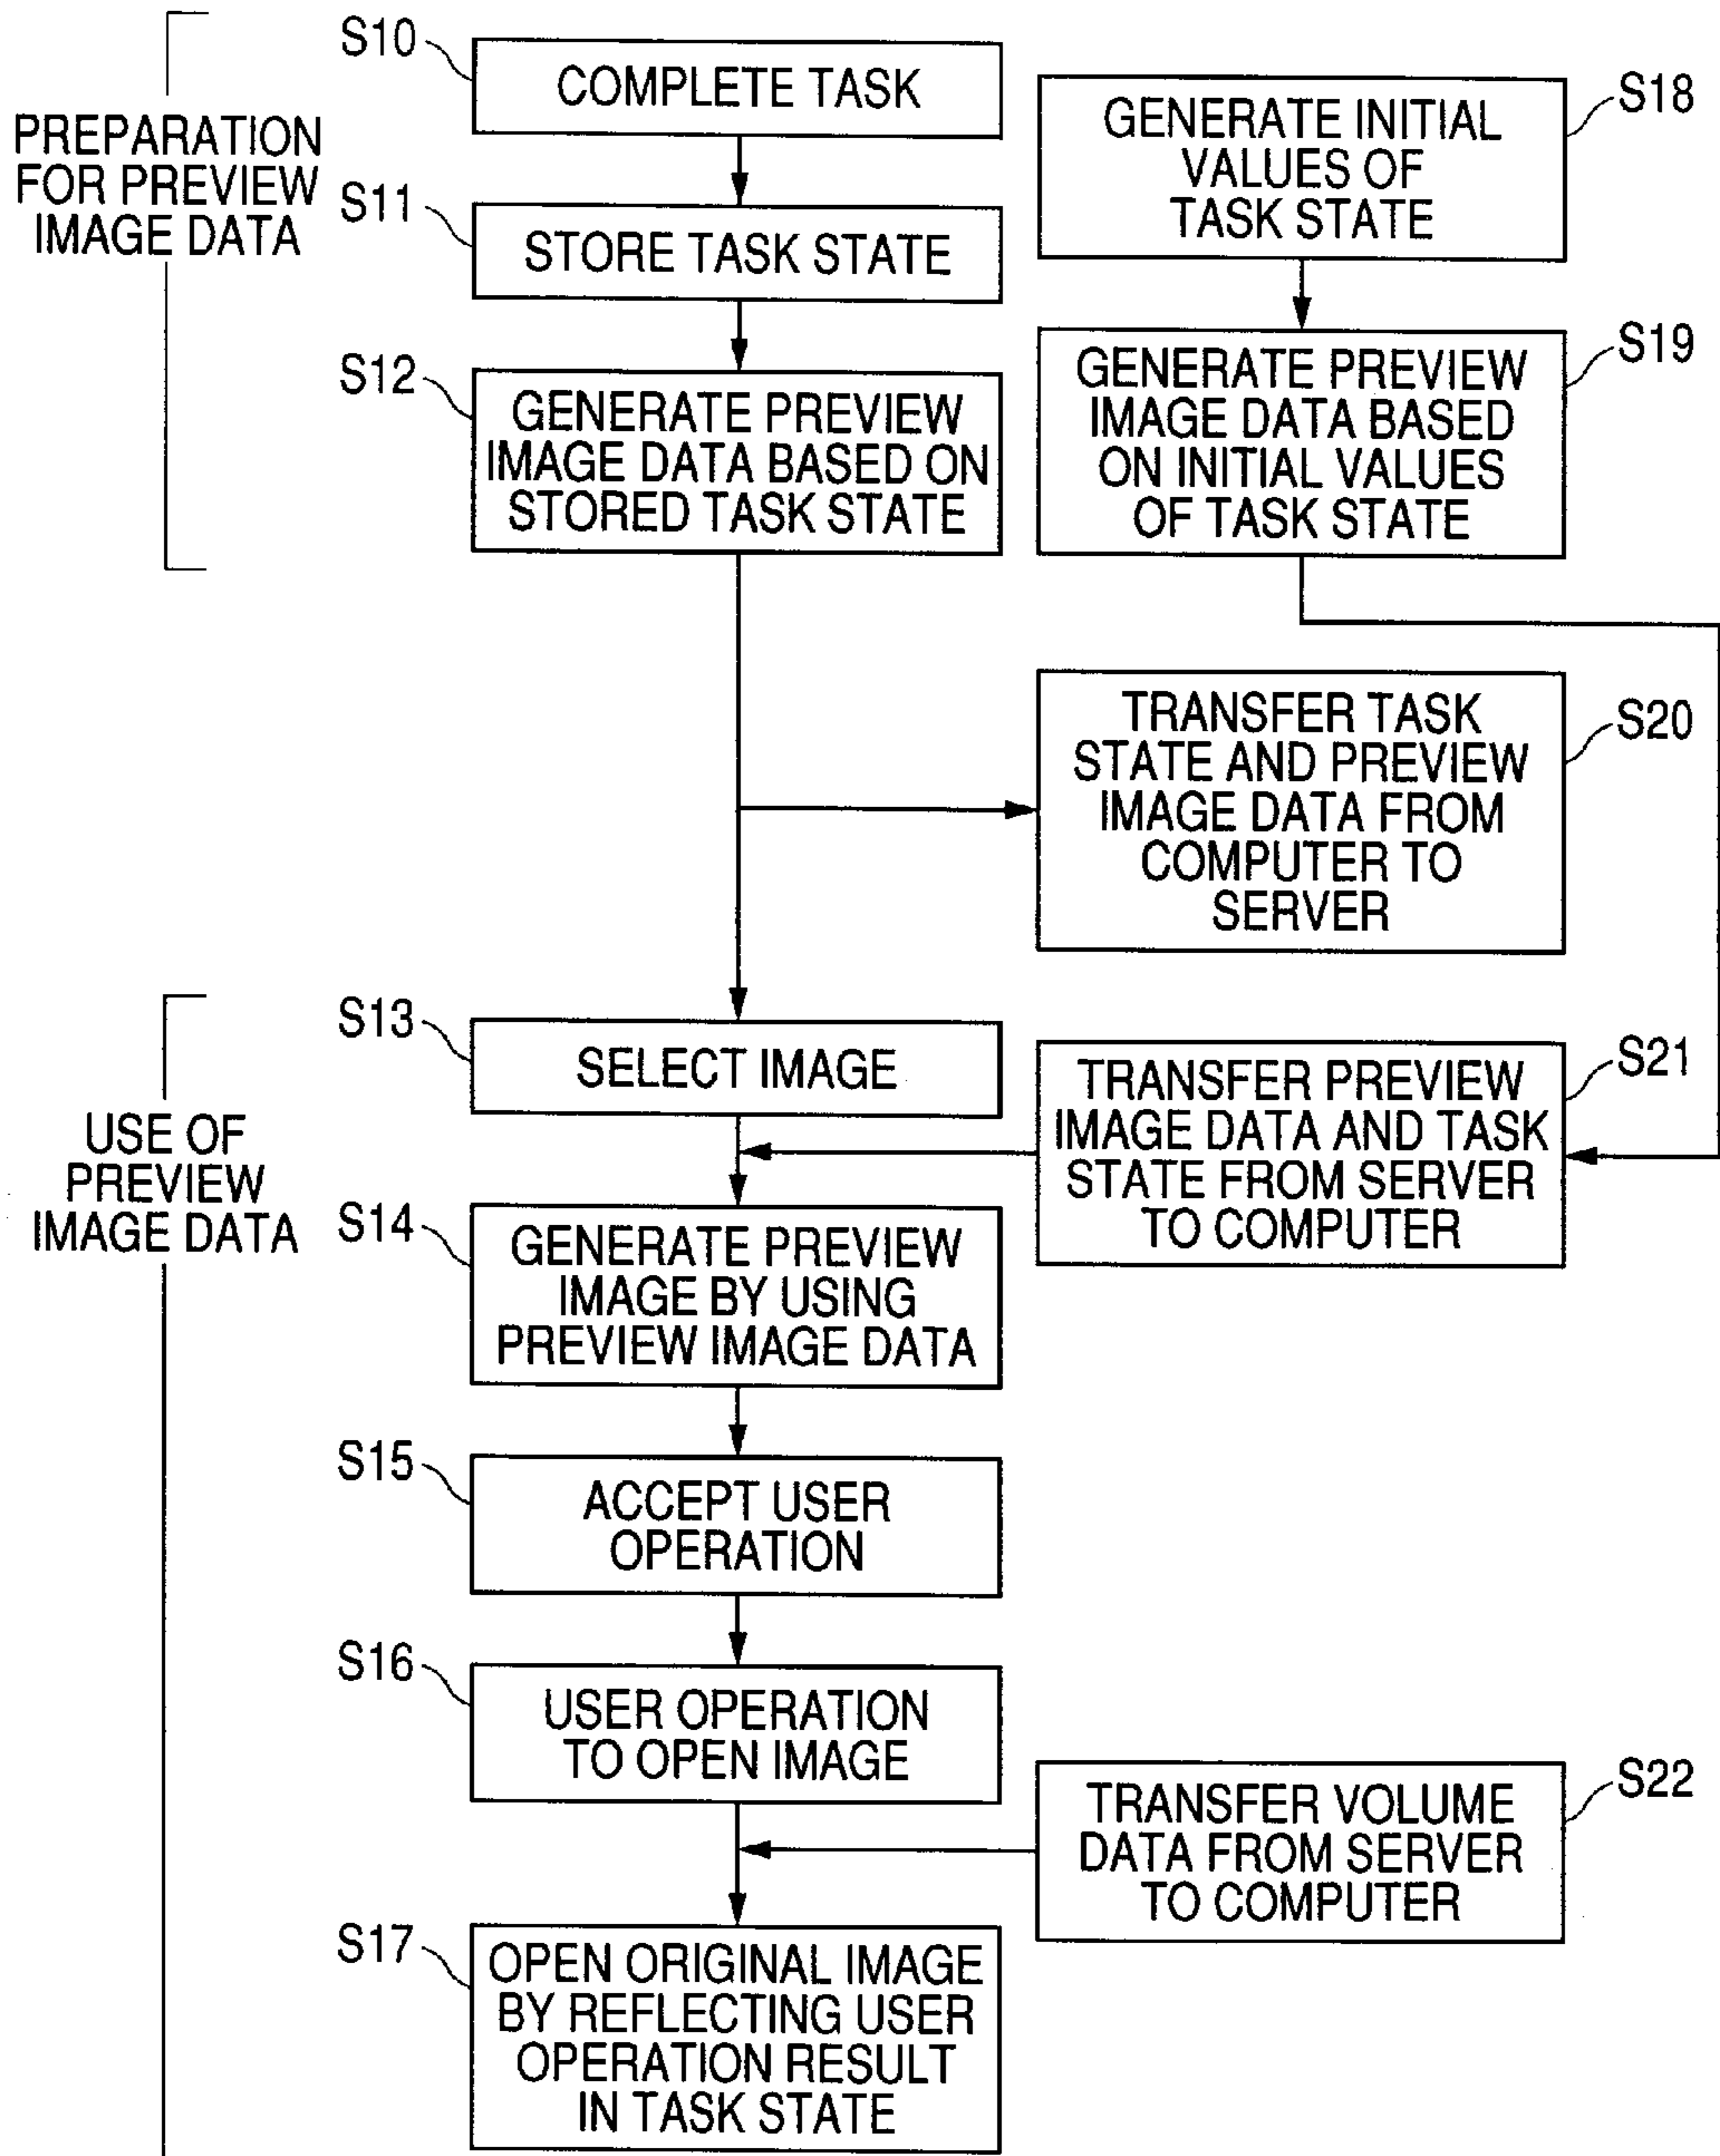 PREPARATION
FOR PREVIEW
IMAGE DATA
S10
COMPLETE TASK
S11
STORE TASK STATE
S12
GENERATE PREVIEW
IMAGE DATA BASED ON
STORED TASK STATE
S18
GENERATE INITIAL
VALUES OF
TASK STATE
S19
GENERATE PREVIEW
IMAGE DATA BASED
ON INITIAL VALUES
OF TASK STATE
S20
TRANSFER TASK
STATE AND PREVIEW
IMAGE DATA FROM
COMPUTER TO
SERVER
USE OF
PREVIEW
IMAGE DATA
S13
SELECT IMAGE
S21
TRANSFER PREVIEW
IMAGE DATA AND TASK
STATE FROM SERVER
TO COMPUTER
S14
GENERATE PREVIEW
IMAGE BY USING
PREVIEW IMAGE DATA
S15
ACCEPT USER
OPERATION
S16
USER OPERATION
TO OPEN IMAGE
S22
TRANSFER VOLUME
DATA FROM SERVER
TO COMPUTER
S17
OPEN ORIGINAL IMAGE
BY REFLECTING USER
OPERATION RESULT
IN TASK STATE